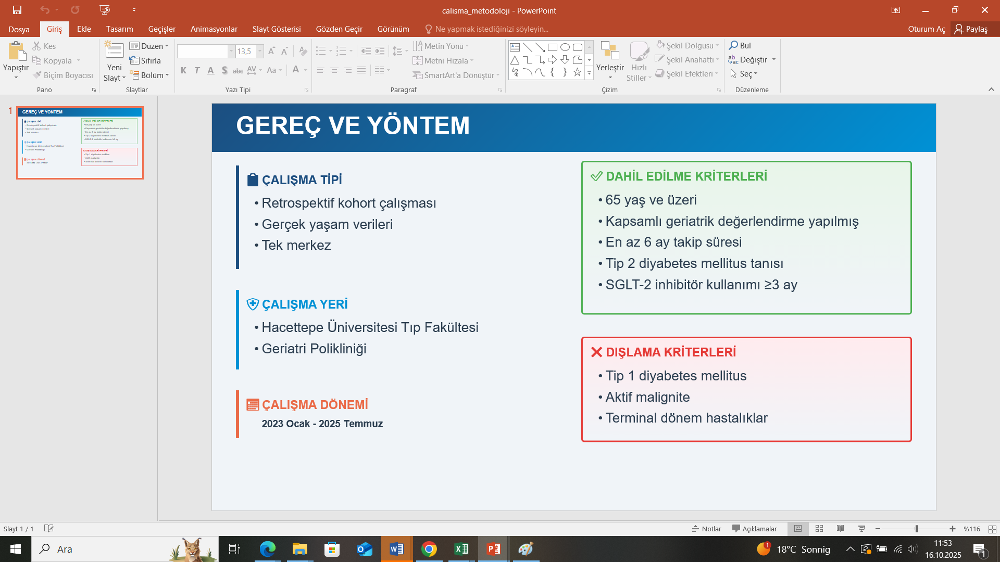 calisma_metodoloji - PowerPoint
Dosya Giriş Ekle Tasarım Geçişler Animasyonlar Slayt Gösterisi Gözden Geçir Görünüm Ne yapmak istediğinizi söyleyin... Oturum Aç Paylaş
Yapıştır
Kes
Kopyala
Biçim Boyacısı
Pano
Yeni
Slayt
Düzen
Sıfırla
Bölüm
Slaytlar
13,5
K T A S abc AV Aa A
Yazı Tipi
Metin Yönü
Metni Hizala
SmartArt'a Dönüştür
Paragraf
Yerleştir
Hızlı
Stiller
Şekil Dolgusu
Şekil Anahattı
Şekil Efektleri
Çizim
Bul
Değiştir
Seç
Düzenleme
1
GEREÇ VE YÖNTEM
ÇALIŞMA TİPİ
• Retrospektif kohort çalışması
• Gerçek yaşam verileri
• Tek merkez
ÇALIŞMA YERİ
• Hacettepe Üniversitesi Tıp Fakültesi
• Geriatri Polikliniği
ÇALIŞMA DÖNEMİ
2023 Ocak - 2025 Temmuz
DAHİL EDİLME KRİTERLERİ
• 65 yaş ve üzeri
• Kapsamlı geriatrik değerlendirme yapılmış
• En az 6 ay takip süresi
• Tip 2 diyabetes mellitus tanısı
• SGLT-2 inhibitör kullanımı ≥3 ay
DIŞLAMA KRİTERLERİ
• Tip 1 diyabetes mellitus
• Aktif malignite
• Terminal dönem hastalıklar
Slayt 1 / 1
Notlar
Açıklamalar
%116
Ara
1
18°C Sonnig
11:53
16.10.2025
1